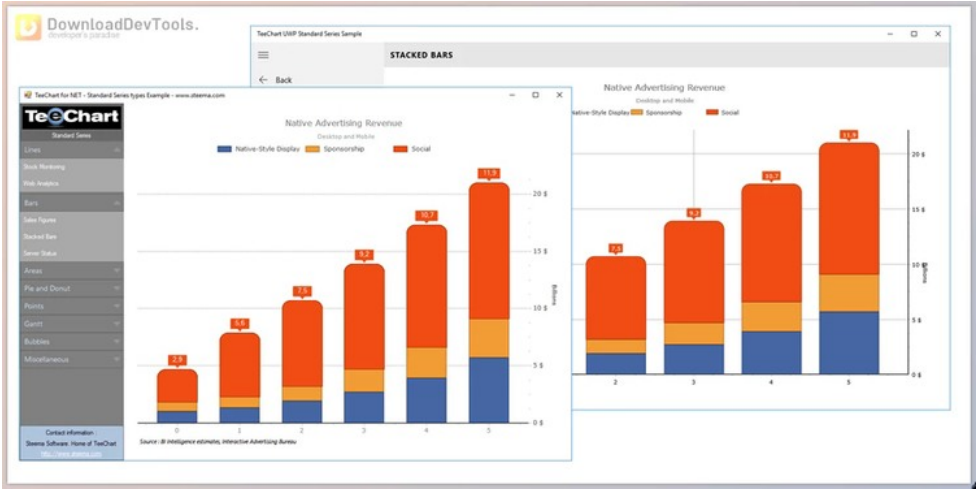 DownloadDevTools.
developer's paradise
TeeChart UWP Standard Series Sample
STACKED BARS
Back
Native Advertising Revenue
Desktop and Mobile
Native-Style Display Sponsorship Social
11,9
10,7
9,2
7,5
20 $
15 $
10 $
5 $
0 $
Billions
2 3 4 5
TeeChart for NET - Standard Series types Example - www.steema.com
TeeChart
Standard Series
Lines
Stock Monitoring
Web Analytics
Bars
Sales Figures
Stacked Bars
Server Status
Areas
Pie and Donut
Points
Gantt
Bubbles
Miscellaneous
Contact information
Steema Software. Home of TeeChart
http://www.steema.com
Native Advertising Revenue
Desktop and Mobile
Native-Style Display Sponsorship Social
11,9
10,7
9,2
7,5
5,6
2,9
20 $
15 $
10 $
5 $
0 $
Billions
0 1 2 3 4 5
Source : BI Intelligence estimates, Interactive Advertising Bureau